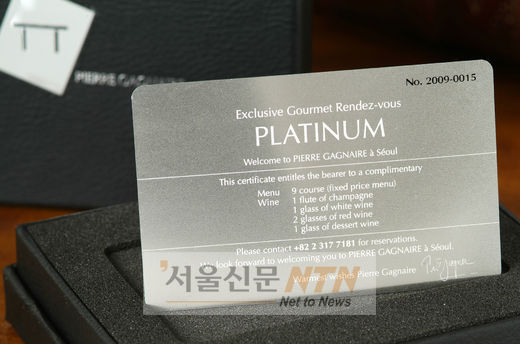 PIERRE GAGNAIRE
No. 2009-0015
Exclusive Gourmet Rendez-vous
PLATINUM
Welcome to PIERRE GAGNAIRE à Séoul
This certificate entitles the bearer to a complimentary
Menu 9 course (fixed price menu)
Wine 1 flute of champagne
1 glass of white wine
2 glasses of red wine
1 glass of dessert wine
Please contact +82 2 317 7181 for reservations.
We look forward to welcoming you to PIERRE GAGNAIRE à Séoul.
Warmest wishes Pierre Gagnaire
'서울신문 NTN
Net to News